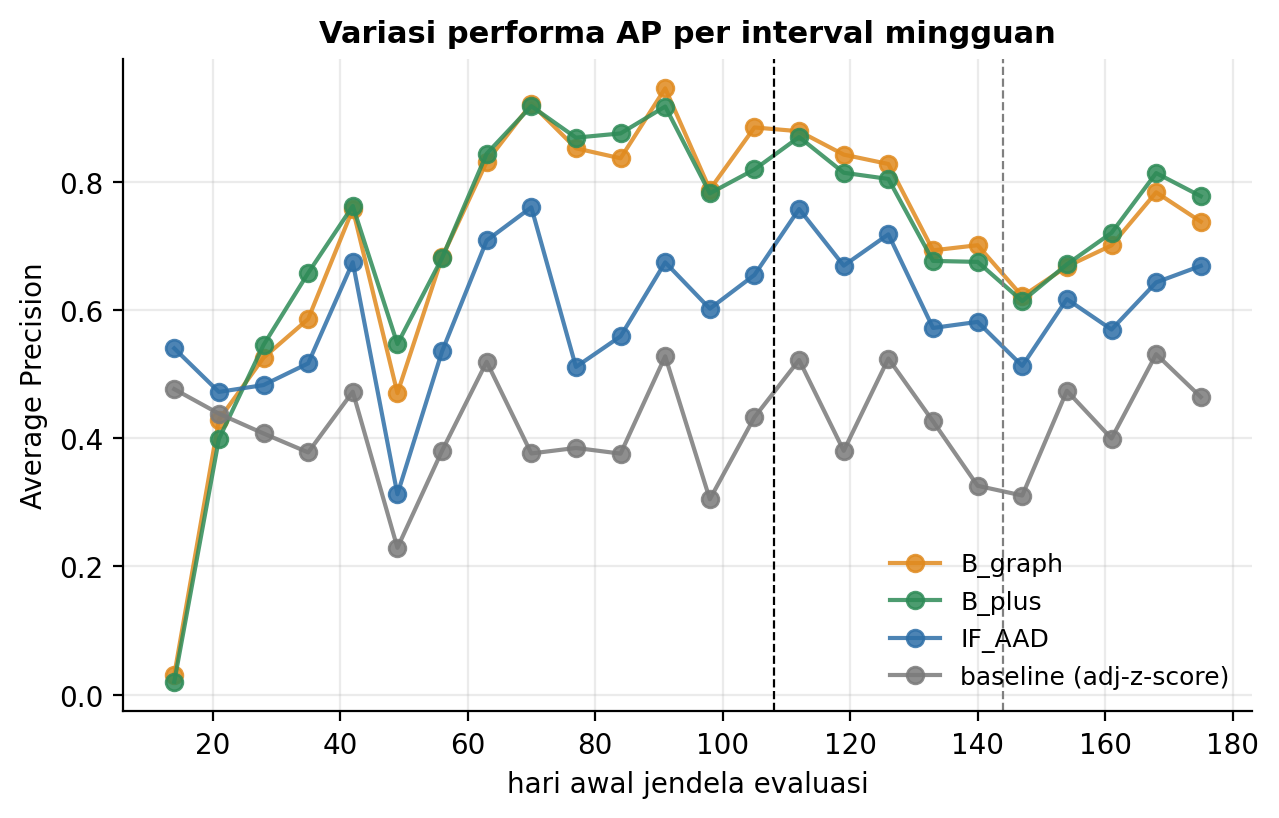 Variasi performa AP per interval mingguan
Average Precision
0.8
0.6
0.4
0.2
0.0
B_graph
B_plus
IF_AAD
baseline (adj-z-score)
20 40 60 80 100 120 140 160 180
hari awal jendela evaluasi